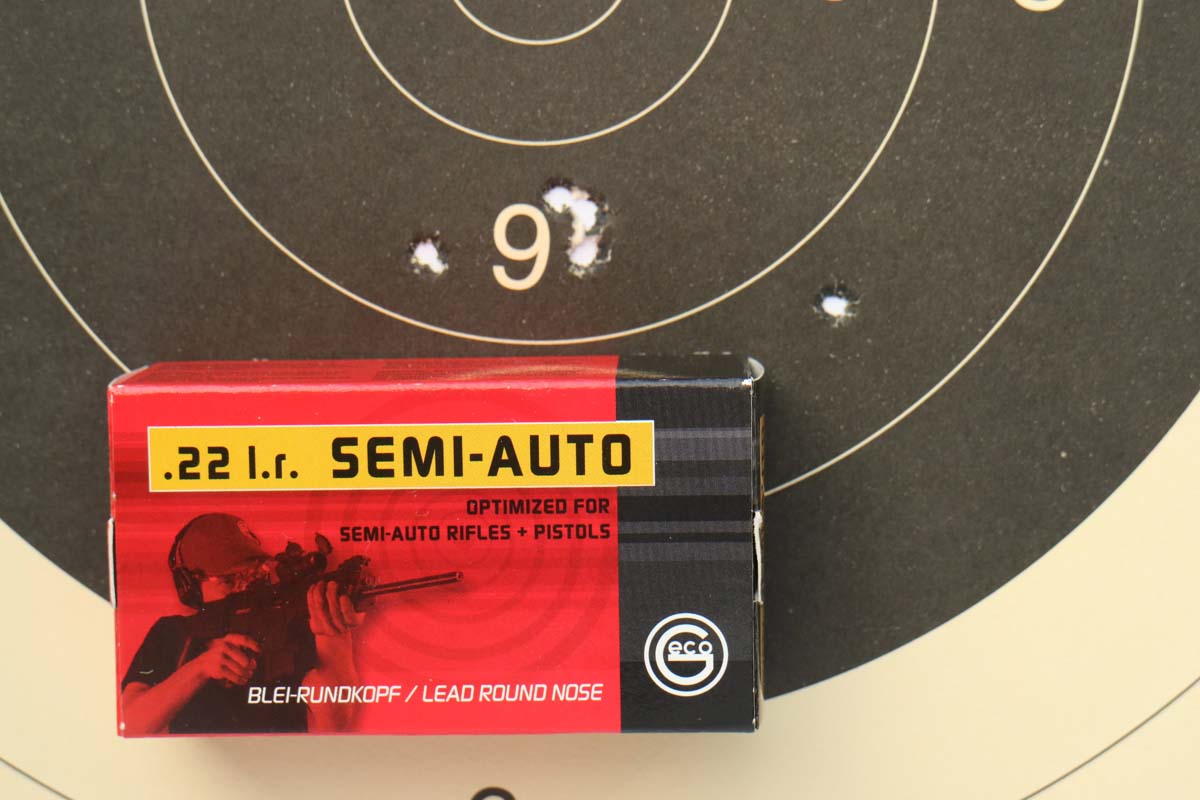 9
.22 l.r. SEMI-AUTO
OPTIMIZED FOR
SEMI-AUTO RIFLES + PISTOLS
Geco
BLEI-RUNDKOPF / LEAD ROUND NOSE